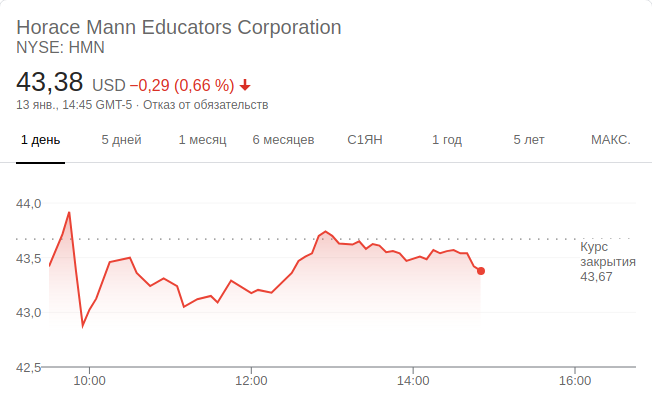 Horace Mann Educators Corporation
NYSE: HMN
43,38 USD −0,29 (0,66 %)
13 янв., 14:45 GMT-5 · Отказ от обязательств
1 день 5 дней 1 месяц 6 месяцев С1ЯН 1 год 5 лет МАКС.
44,0
43,5
43,0
42,5
Курс
закрытия
43,67
10:00 12:00 14:00 16:00